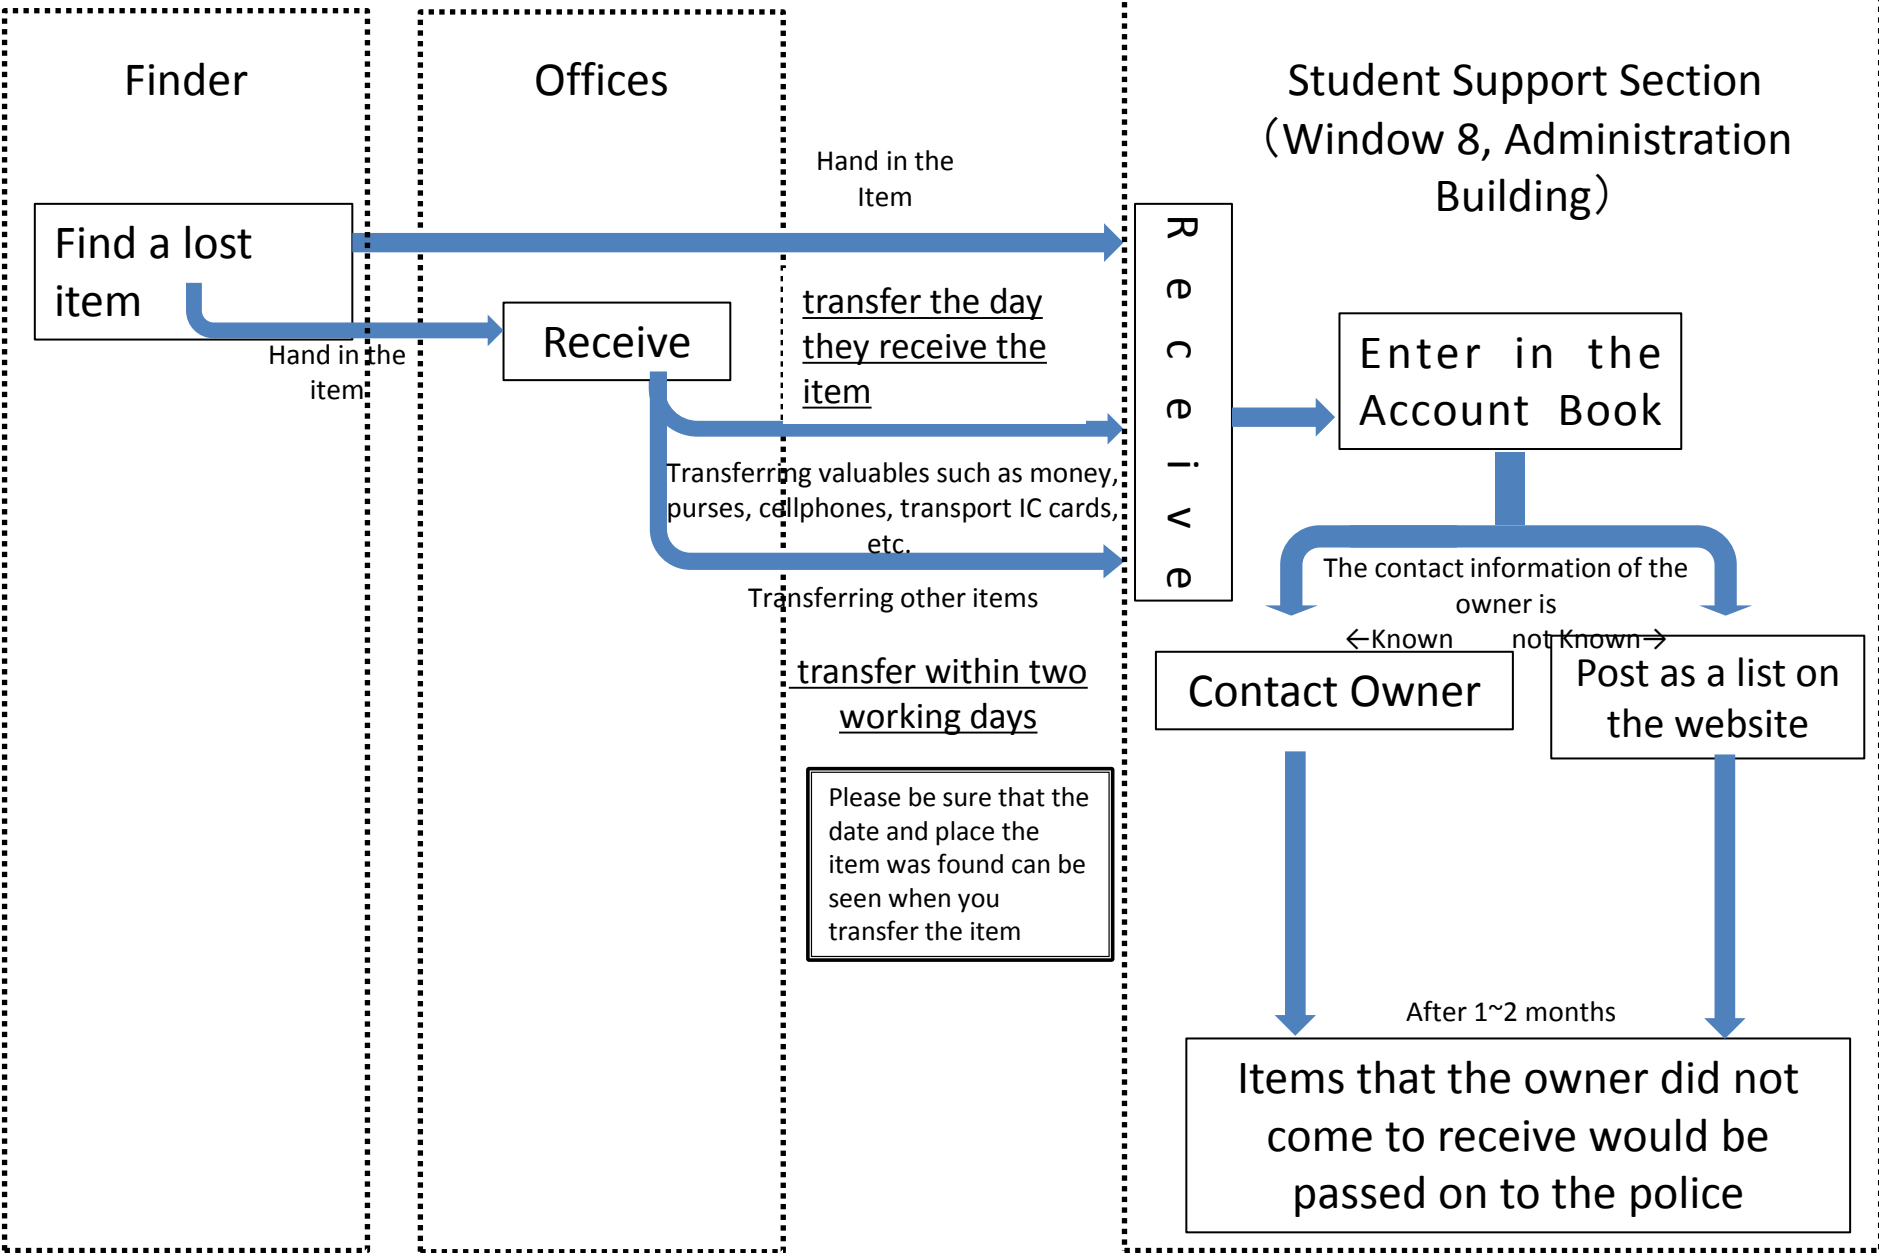 Finder
Offices
Student Support Section
（Window 8, Administration
Building）
Hand in the
Item
Find a lost
item
Hand in the
item
Receive
transfer the day
they receive the
item
Transferring valuables such as money,
purses, cellphones, transport IC cards,
etc.
Transferring other items
transfer within two
working days
Please be sure that the
date and place the
item was found can be
seen when you
transfer the item
Receive
Enter in the
Account Book
The contact information of the
owner is
←Known not Known→
Contact Owner
Post as a list on
the website
After 1~2 months
Items that the owner did not
come to receive would be
passed on to the police